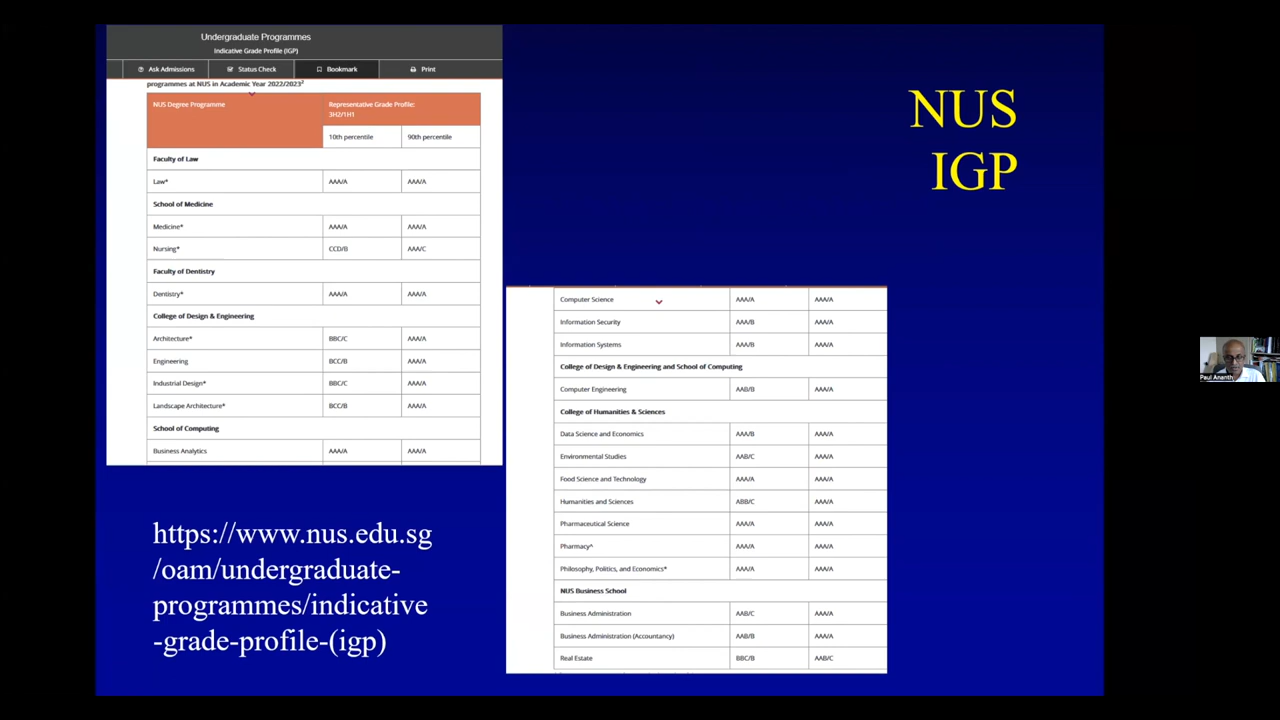 Undergraduate Programmes
Indicative Grade Profile (IGP)
Ask Admissions Status Check Bookmark Print
programmes at NUS in Academic Year 2022/2023²
NUS Degree Programme Representative Grade Profile:
3H2/1H1
10th percentile 90th percentile
Faculty of Law
Law* AAA/A AAA/A
School of Medicine
Medicine* AAA/A AAA/A
Nursing* CCD/B AAA/C
Faculty of Dentistry
Dentistry* AAA/A AAA/A
College of Design & Engineering
Architecture* BBC/C AAA/A
Engineering BCC/B AAA/A
Industrial Design* BBC/C AAA/A
Landscape Architecture* BCC/B AAA/A
School of Computing
Business Analytics AAA/A AAA/A
NUS
IGP
Computer Science AAA/A AAA/A
Information Security AAA/B AAA/A
Information Systems AAA/B AAA/A
College of Design & Engineering and School of Computing
Computer Engineering AAB/B AAA/A
College of Humanities & Sciences
Data Science and Economics AAA/B AAA/A
Environmental Studies AAB/C AAA/A
Food Science and Technology AAA/A AAA/A
Humanities and Sciences ABB/C AAA/A
Pharmaceutical Science AAA/A AAA/A
Pharmacy^ AAA/A AAA/A
Philosophy, Politics, and Economics* AAA/A AAA/A
NUS Business School
Business Administration AAB/C AAA/A
Business Administration (Accountancy) AAB/B AAA/A
Real Estate BBC/B AAB/C
https://www.nus.edu.sg
/oam/undergraduate-
programmes/indicative
-grade-profile-(igp)
Paul Ananth